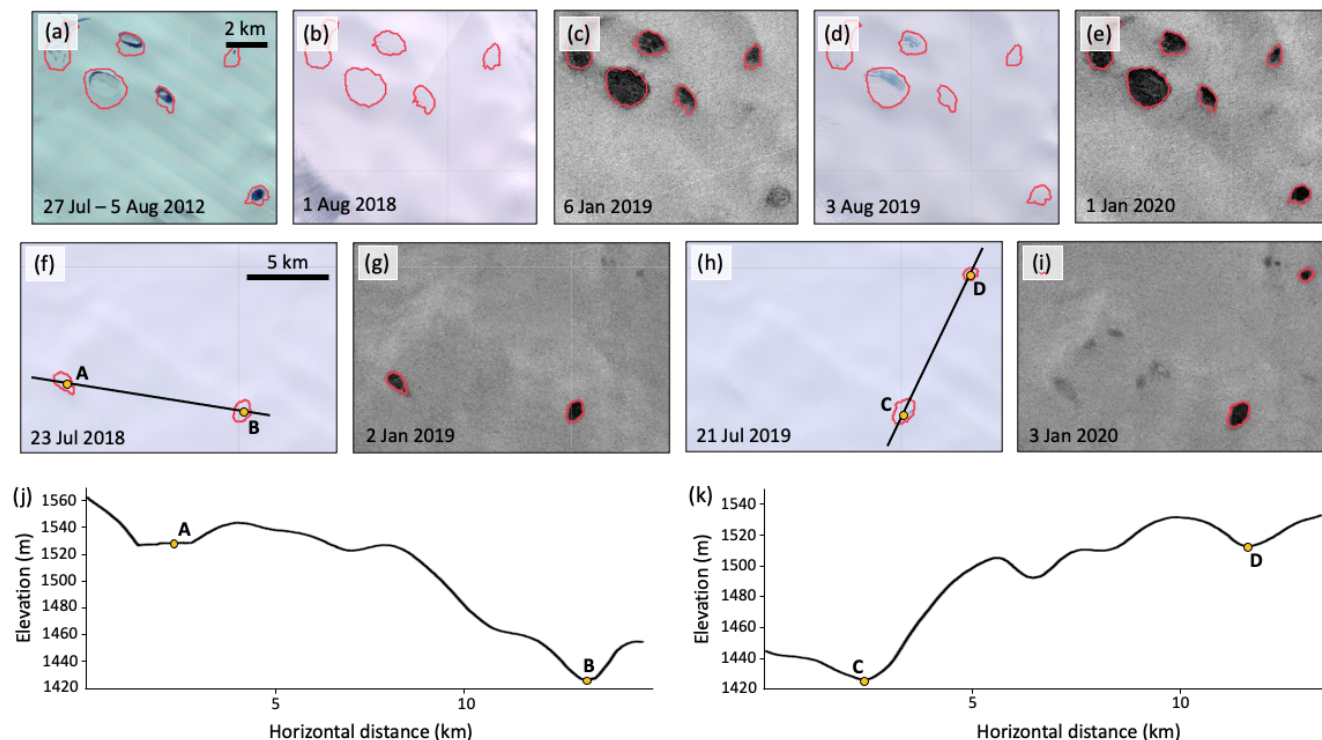 (a)
2 km
27 Jul – 5 Aug 2012
(b)
1 Aug 2018
(c)
6 Jan 2019
(d)
3 Aug 2019
(e)
1 Jan 2020
(f)
5 km
A
B
23 Jul 2018
(g)
2 Jan 2019
(h)
D
C
21 Jul 2019
(i)
3 Jan 2020
(j)
Elevation (m)
1560
1540
1520
1500
1480
1460
1440
1420
A
B
5
10
Horizontal distance (km)
(k)
Elevation (m)
1540
1520
1500
1480
1460
1440
1420
C
D
5
10
Horizontal distance (km)